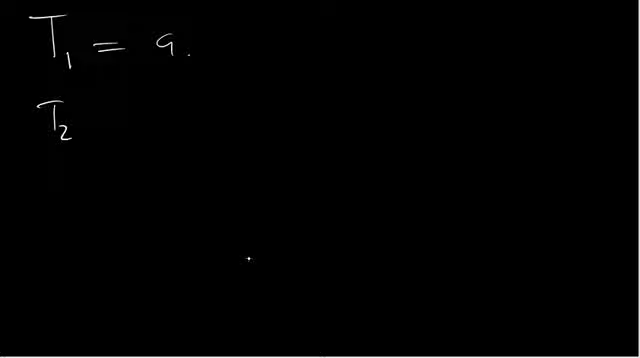 T₁ = a.
T₂